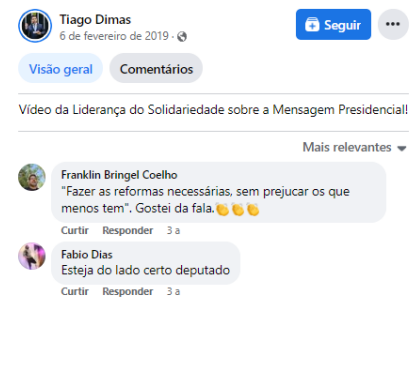 Tiago Dimas
6 de fevereiro de 2019 ·
Seguir
Visão geral
Comentários
Vídeo da Liderança do Solidariedade sobre a Mensagem Presidencial!
Mais relevantes
Franklin Bringel Coelho
"Fazer as reformas necessárias, sem prejucar os que
menos tem". Gostei da fala.👏👏👏
Curtir Responder 3 a
Fabio Dias
Esteja do lado certo deputado
Curtir Responder 3 a